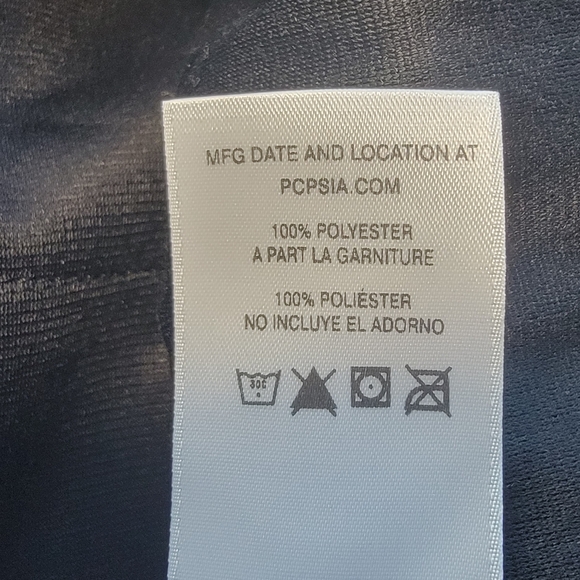 MFG DATE AND LOCATION AT
PCPSIA.COM
100% POLYESTER
A PART LA GARNITURE
100% POLIÉSTER
NO INCLUYE EL ADORNO
30C